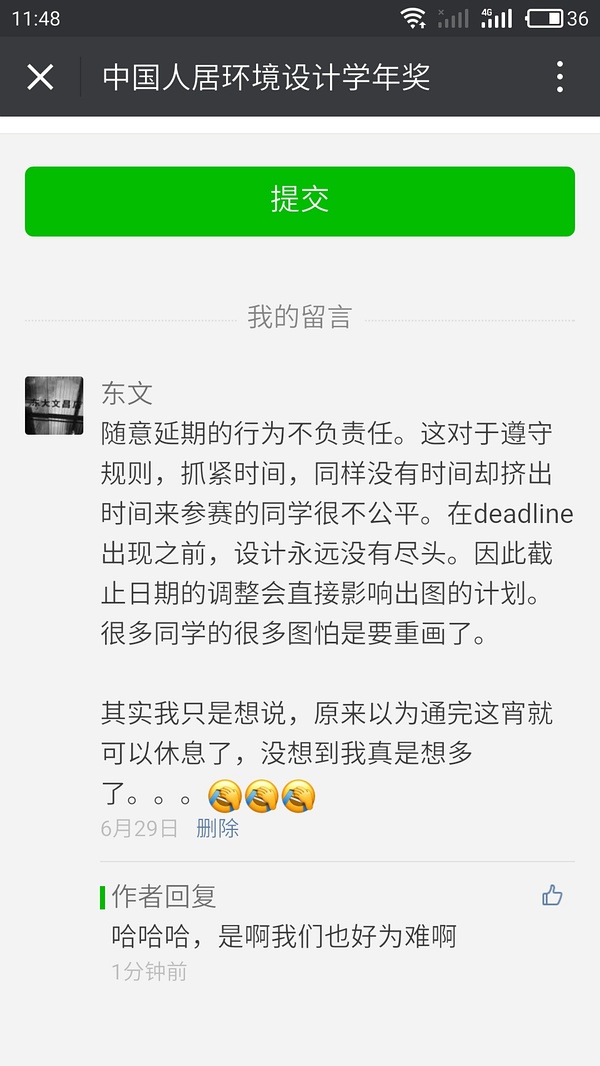 11:48
4G
36
中国人居环境设计学年奖
提交
我的留言
东文
随意延期的行为不负责任。这对于遵守
规则，抓紧时间，同样没有时间却挤出
时间来参赛的同学很不公平。在deadline
出现之前，设计永远没有尽头。因此截
止日期的调整会直接影响出图的计划。
很多同学的很多图怕是要重画了。
其实我只是想说，原来以为通完这宵就
可以休息了，没想到我真是想多
了。。。🤦🤦🤦
6月29日 删除
作者回复
哈哈哈，是啊我们也好为难啊
1分钟前